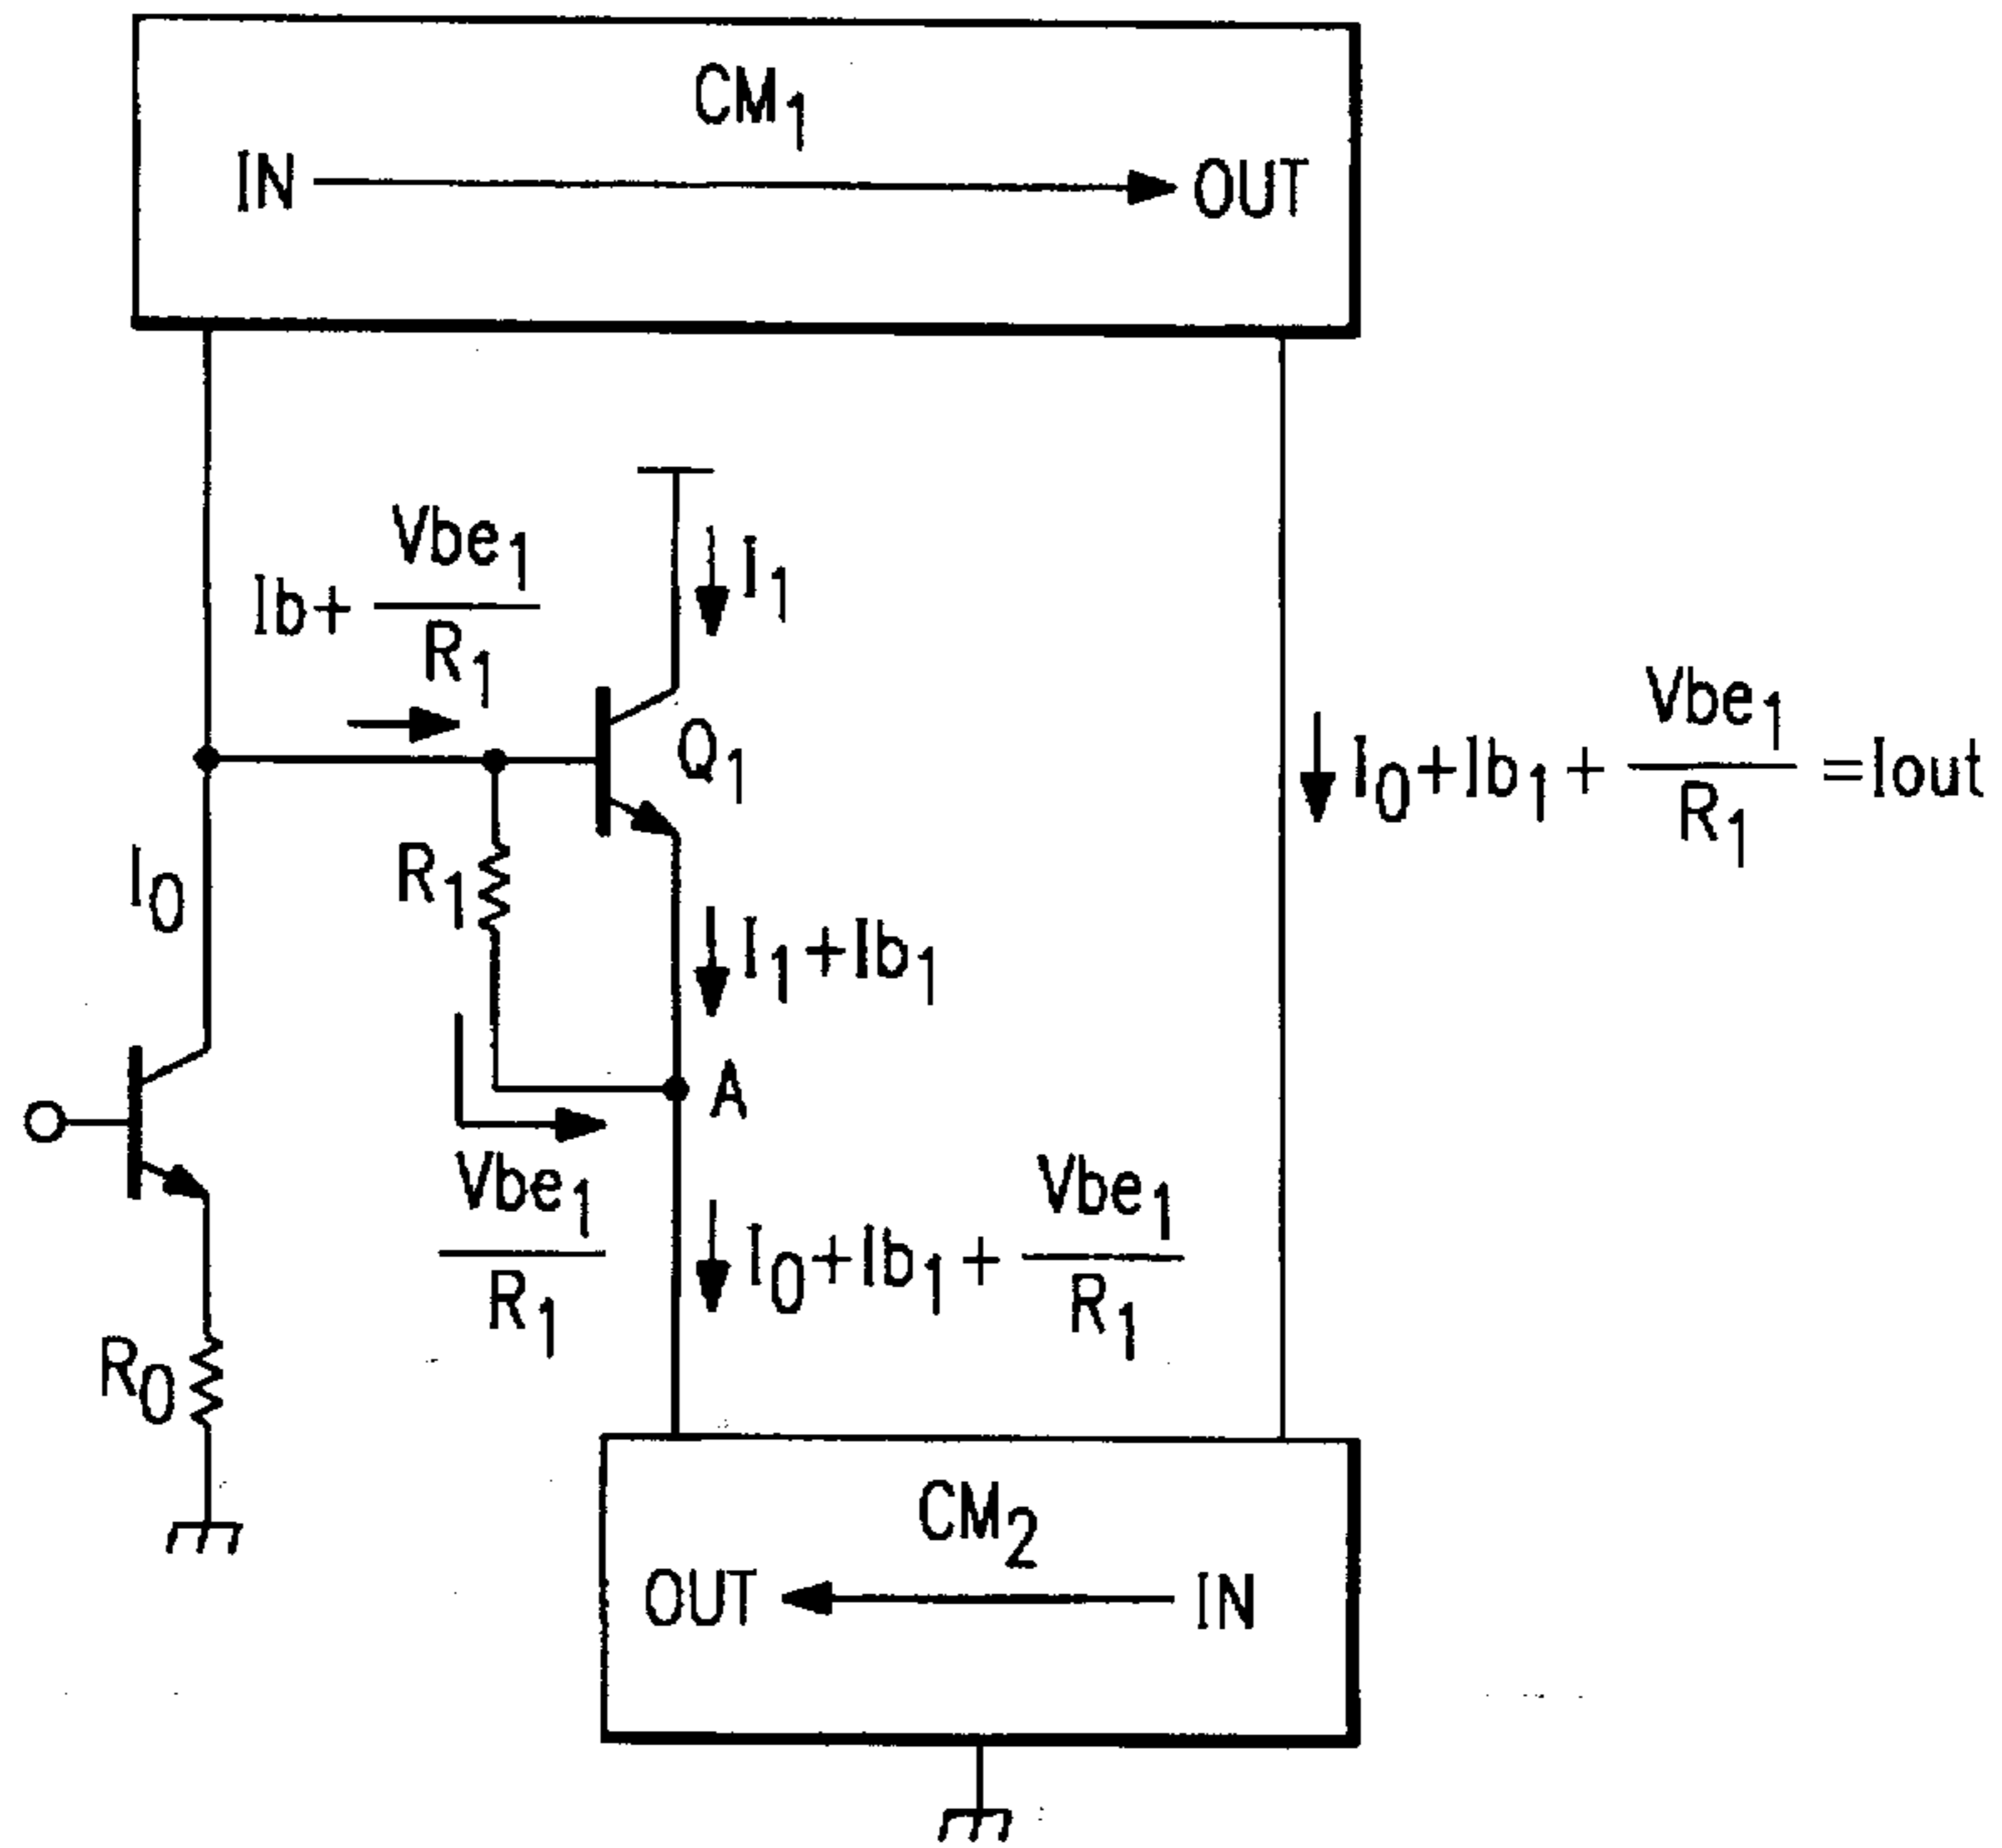 CM1
IN OUT
Vbe1
Ib+
R1
I1
Q1
Vbe1
I0+Ib1+ =Iout
R1
I0
R1
I1+Ib1
A
Vbe1
R1
Vbe1
I0+Ib1+
R1
R0
CM2
OUT IN